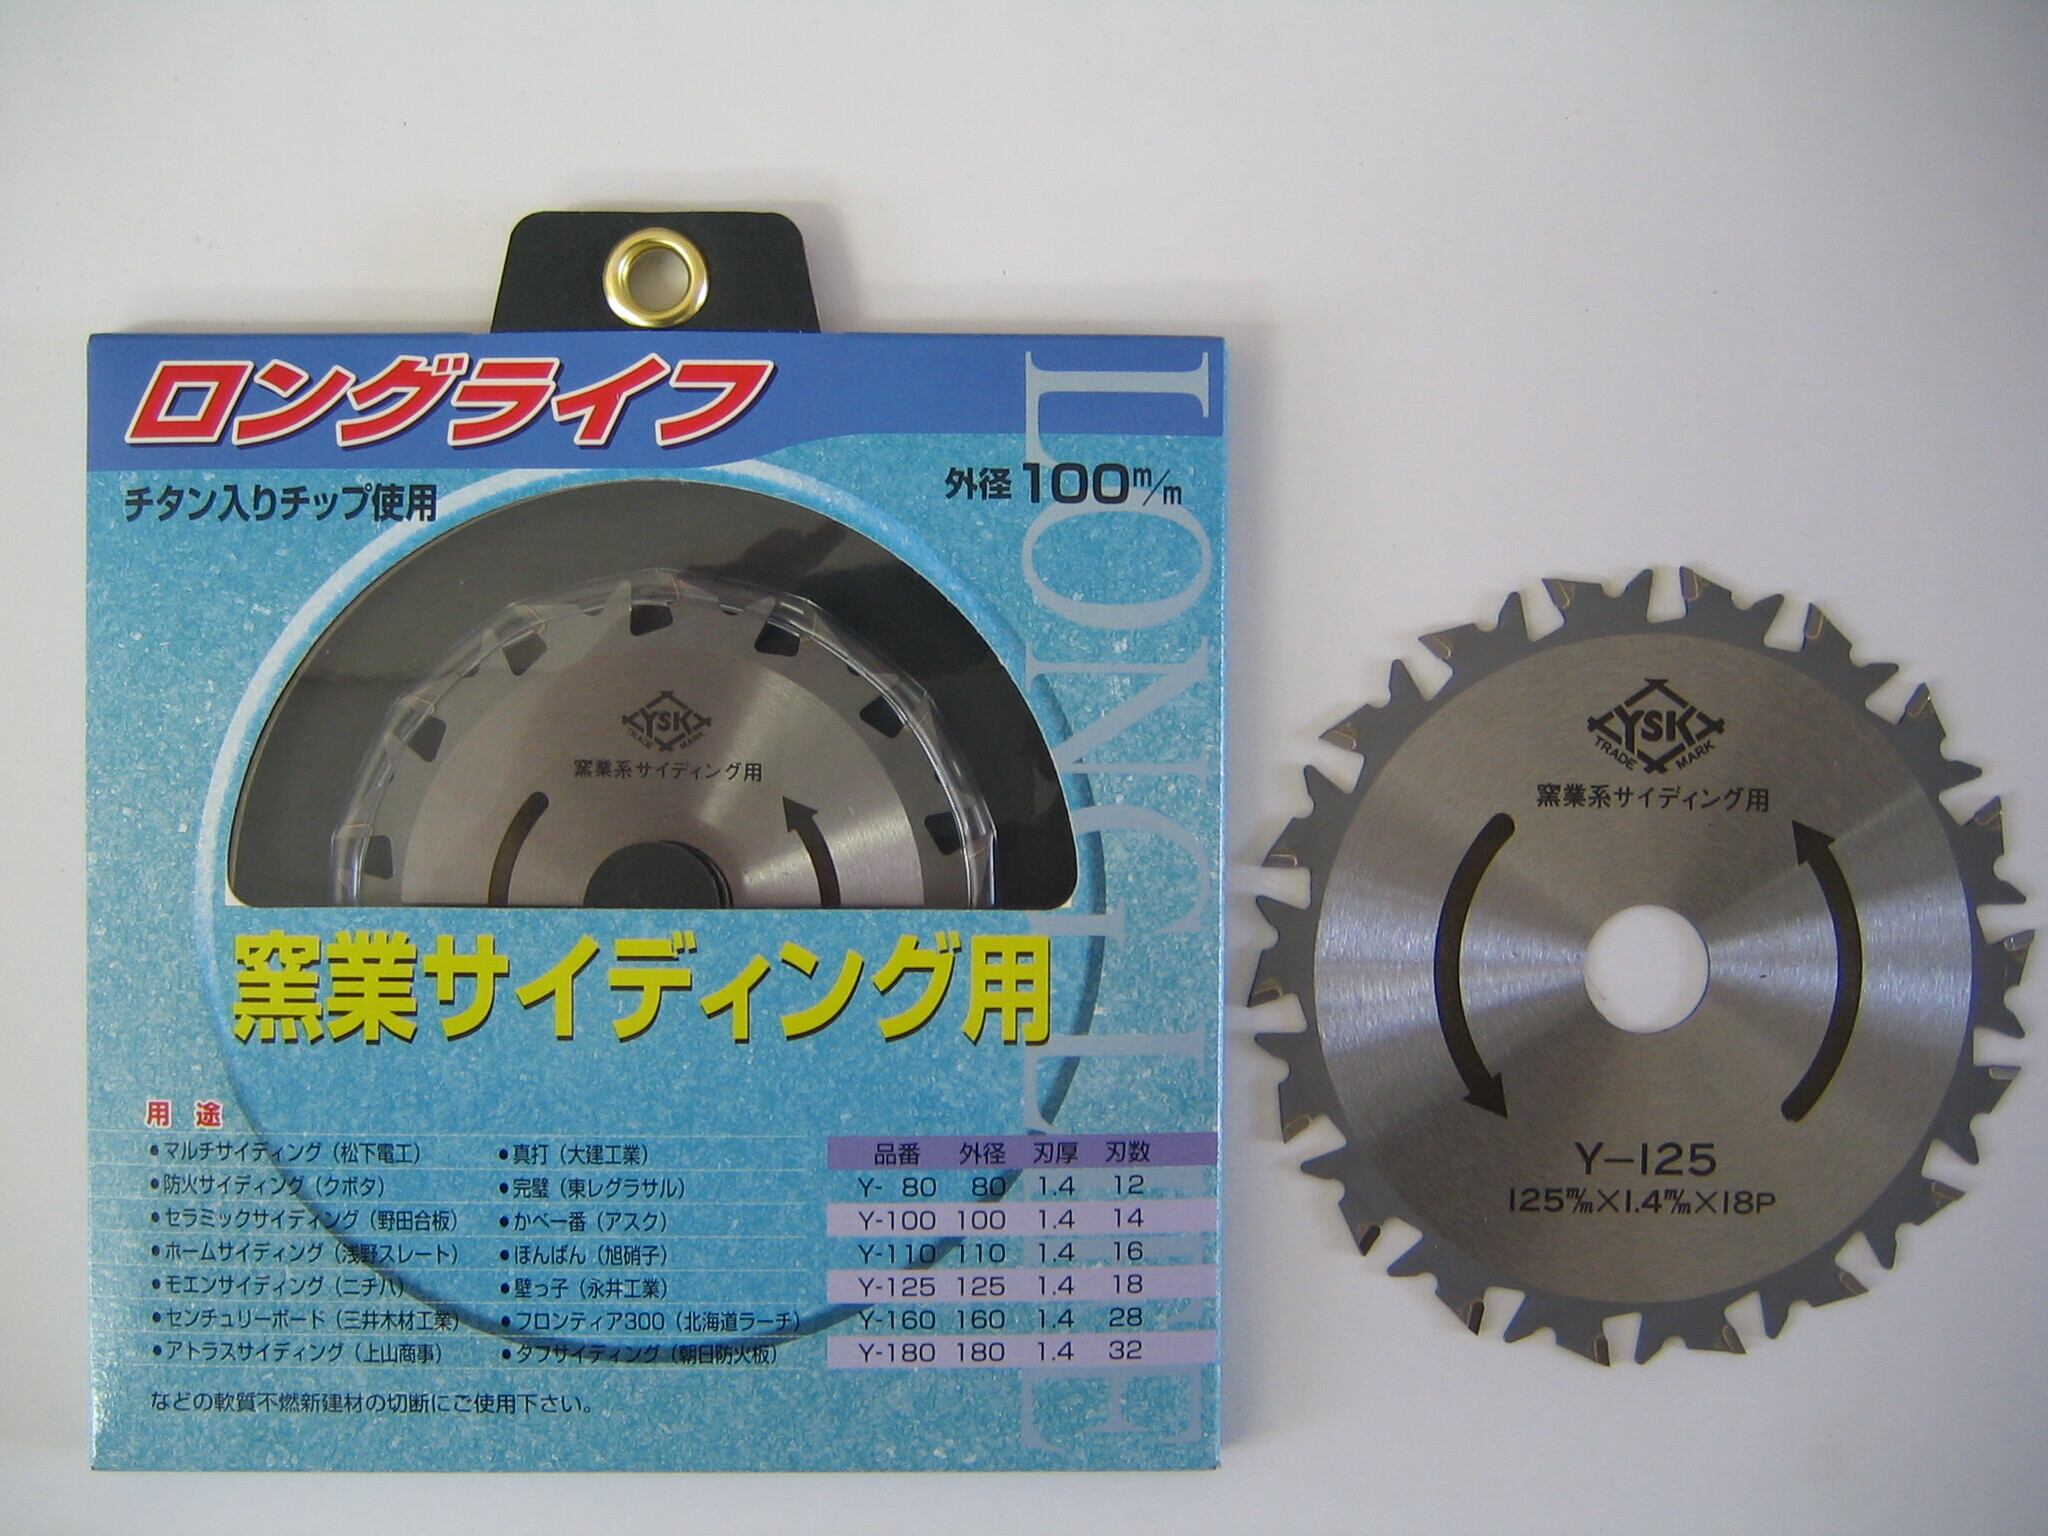 ロングライフ
LONG LIFE
チタン入りチップ使用
外径100m/m
YSK
TRADE MARK
窯業系サイディング用
窯業サイディング用
用途
・マルチサイディング（松下電工）
・防火サイディング（クボタ）
・セラミックサイディング（野田合板）
・ホームサイディング（浅野スレート）
・モエンサイディング（ニチハ）
・センチュリーボード（三井木材工業）
・アトラスサイディング（上山商事）
・真打（大建工業）
・完璧（東レグラサル）
・かべ一番（アスク）
・ほんばん（旭硝子）
・壁っ子（永井工業）
・フロンティア300（北海道ラーチ）
・タフサイディング（朝日防火板）
などの軟質不燃新建材の切断にご使用下さい。
品番 外径 刃厚 刃数
Y- 80 80 1.4 12
Y-100 100 1.4 14
Y-110 110 1.4 16
Y-125 125 1.4 18
Y-160 160 1.4 28
Y-180 180 1.4 32
YSK
TRADE MARK
窯業系サイディング用
Y-125
125m/m×1.4m/m×18P